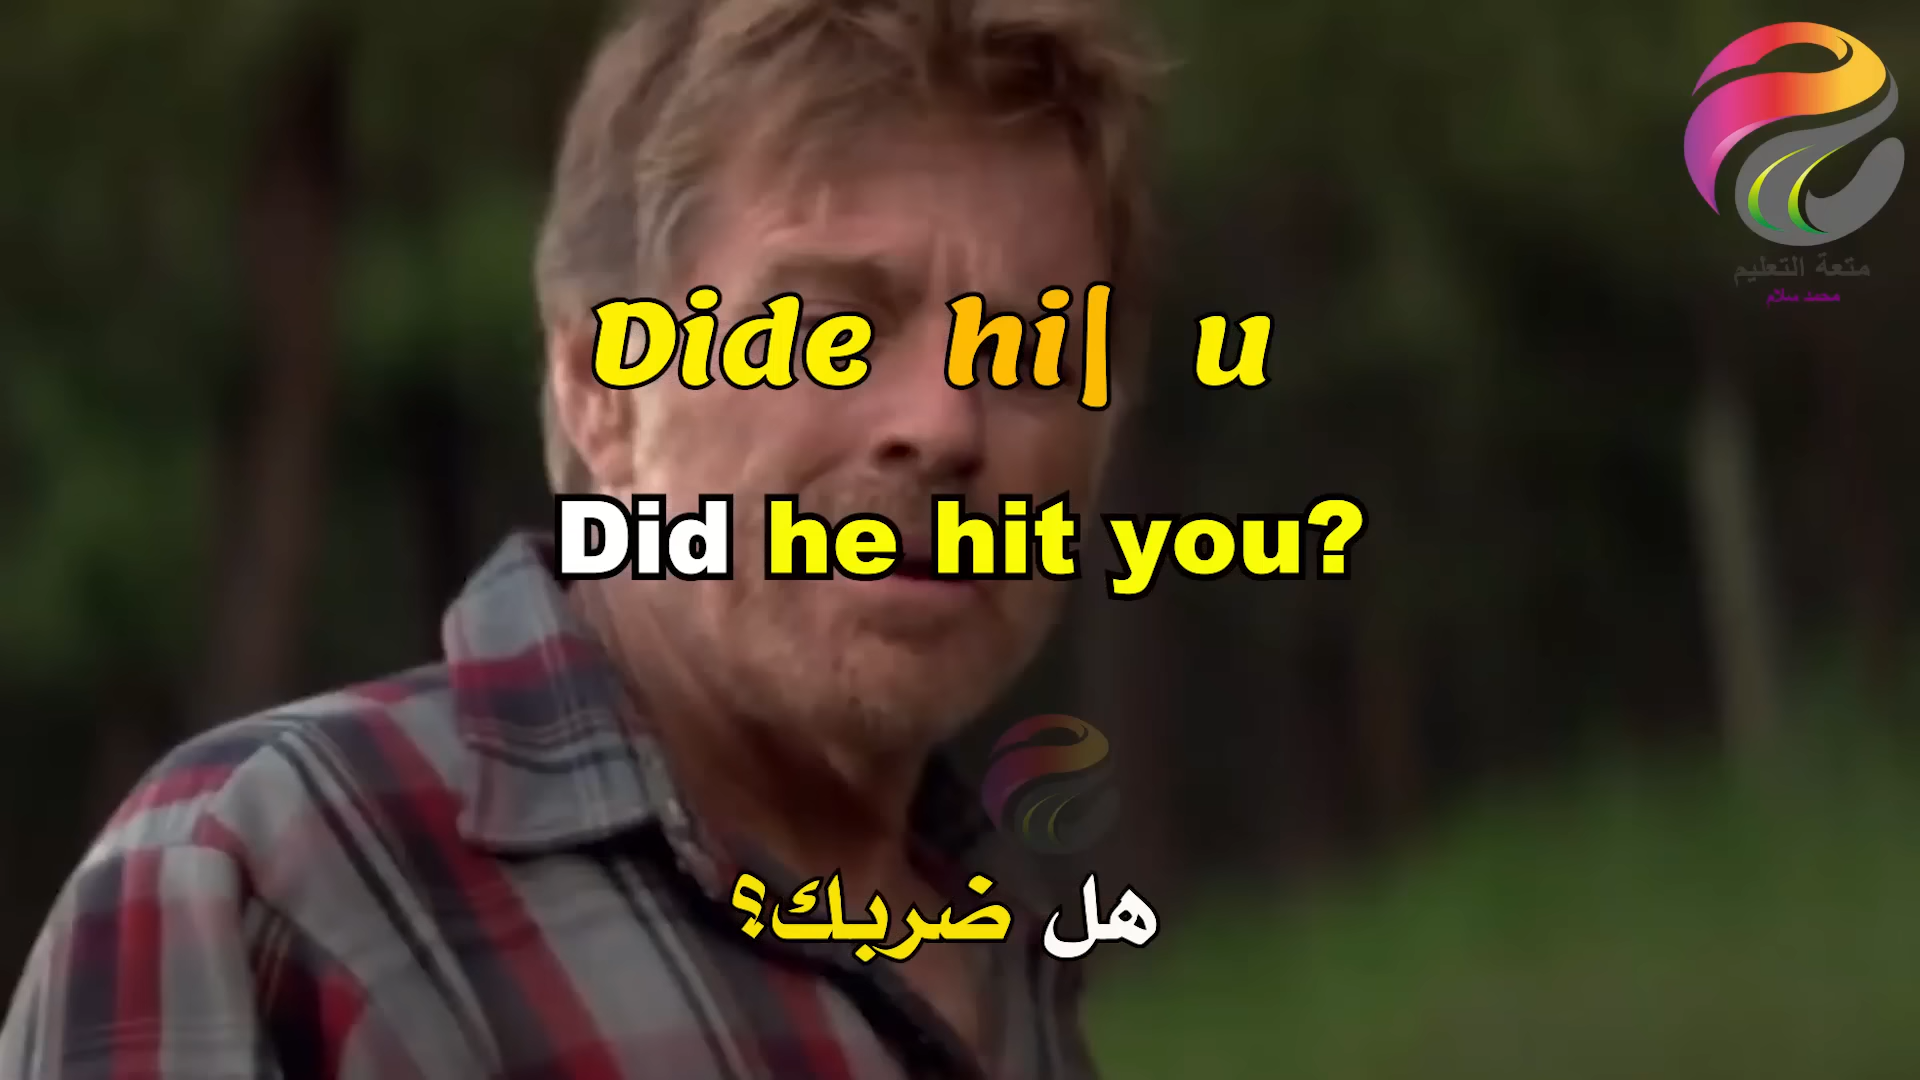 متعة التعليم
محمد سلام
Dide hi| u
Did he hit you?
هل ضربك؟